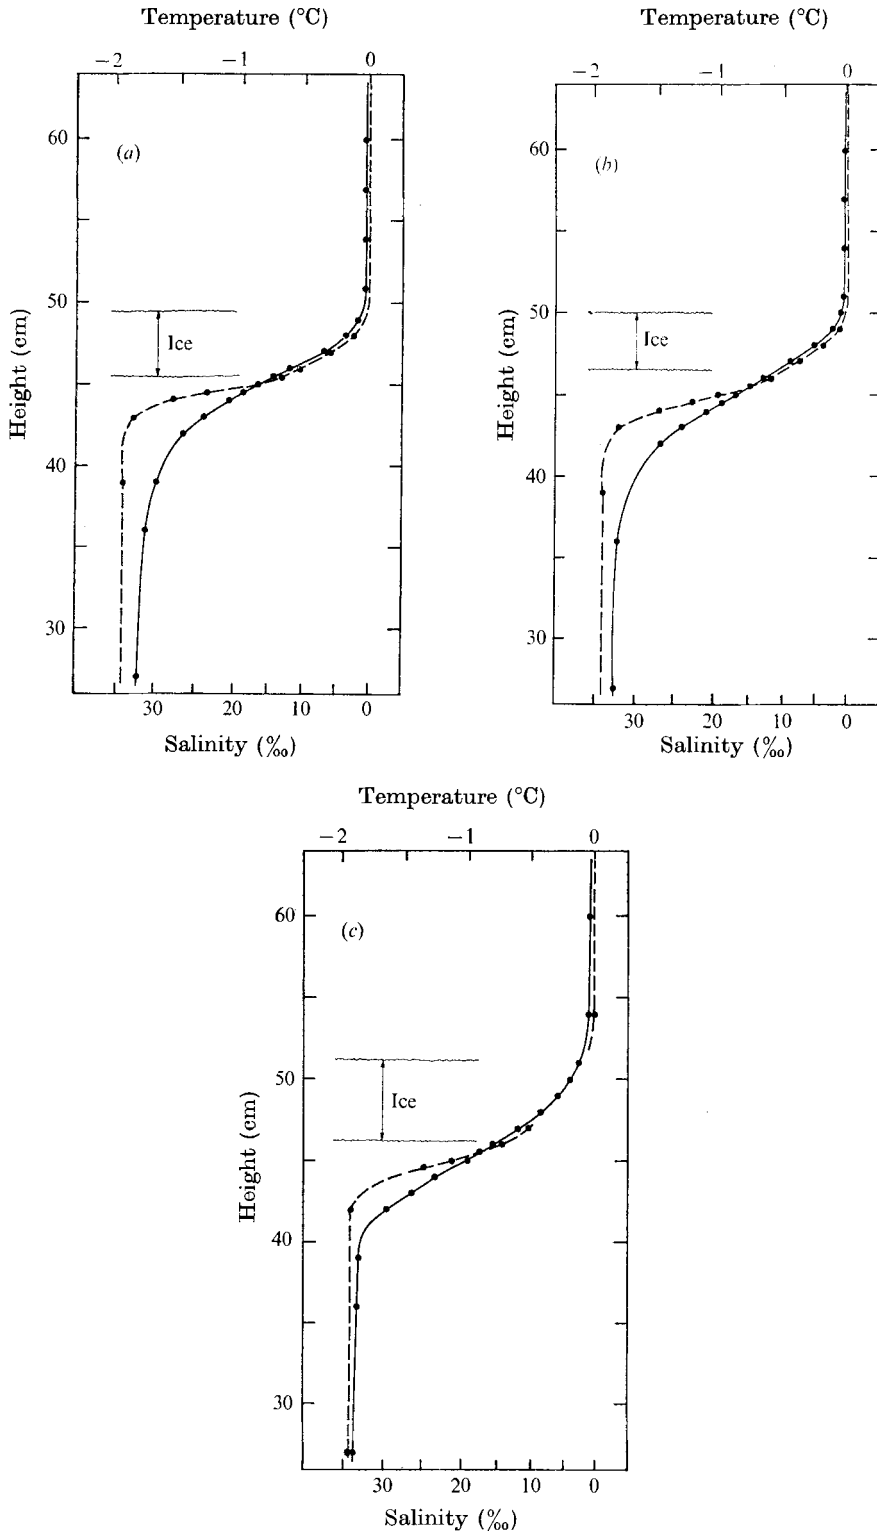 Temperature (°C)
−2 −1 0
(a)
60
50
40
30
Height (cm)
Ice
30 20 10 0
Salinity (‰)
Temperature (°C)
−2 −1 0
(b)
60
50
40
30
Height (cm)
Ice
30 20 10 0
Salinity (‰)
Temperature (°C)
−2 −1 0
(c)
60
50
40
30
Height (cm)
Ice
30 20 10 0
Salinity (‰)